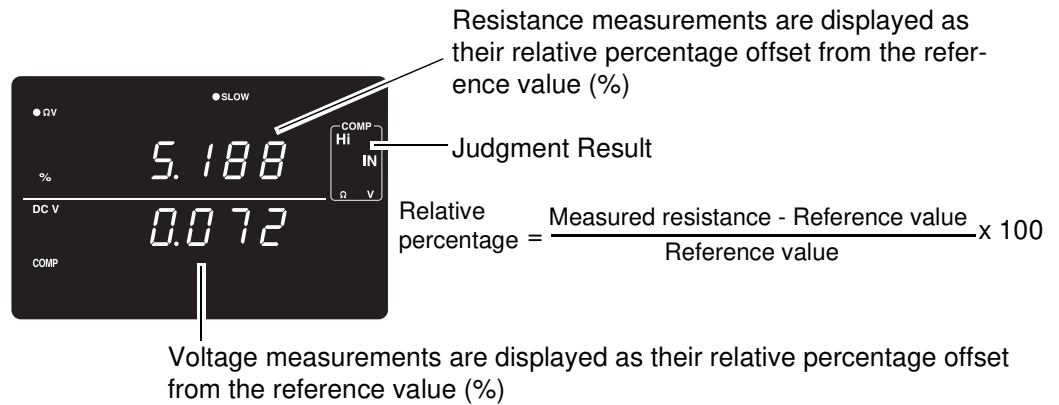 Resistance measurements are displayed as
their relative percentage offset from the refer-
ence value (%)
●SLOW
●ΩV
COMP
Hi
IN
Ω V
5.188
%
Judgment Result
DC V
0.072
COMP
Relative
percentage = Measured resistance - Reference value
Reference value
x 100
Voltage measurements are displayed as their relative percentage offset
from the reference value (%)